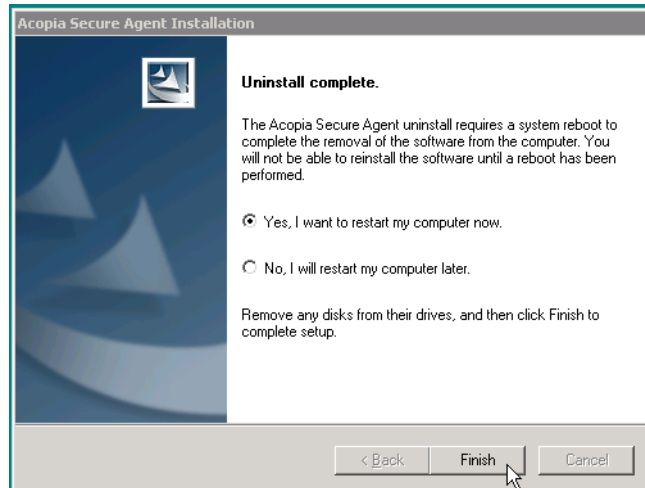 Acopia Secure Agent Installation
Uninstall complete.
The Acopia Secure Agent uninstall requires a system reboot to
complete the removal of the software from the computer. You
will not be able to reinstall the software until a reboot has been
performed.
Yes, I want to restart my computer now.
No, I will restart my computer later.
Remove any disks from their drives, and then click Finish to
complete setup.
< Back Finish Cancel